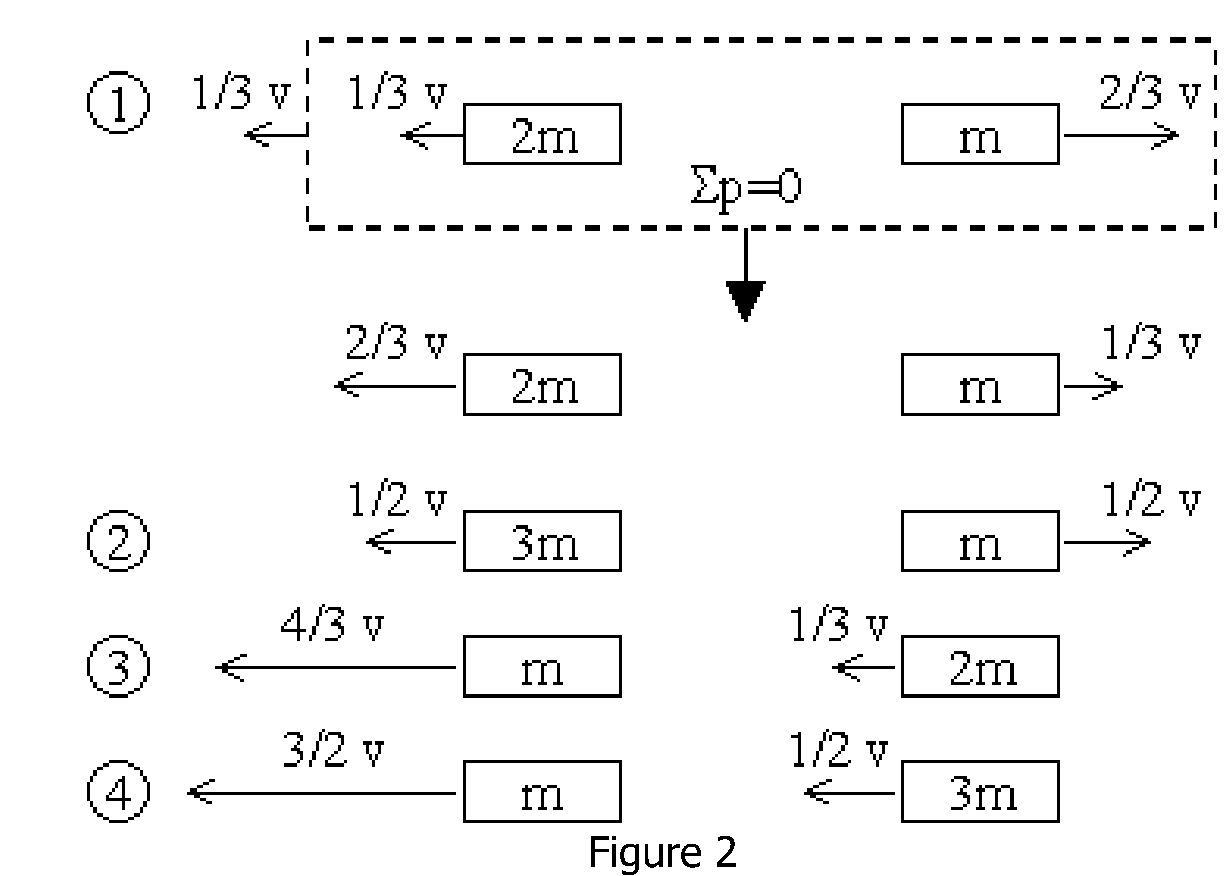 ① 1/3 v 1/3 v 2m m 2/3 v
Σp=0
2/3 v 2m m 1/3 v
② 1/2 v 3m m 1/2 v
③ 4/3 v m 1/3 v 2m
④ 3/2 v m 1/2 v 3m
Figure 2